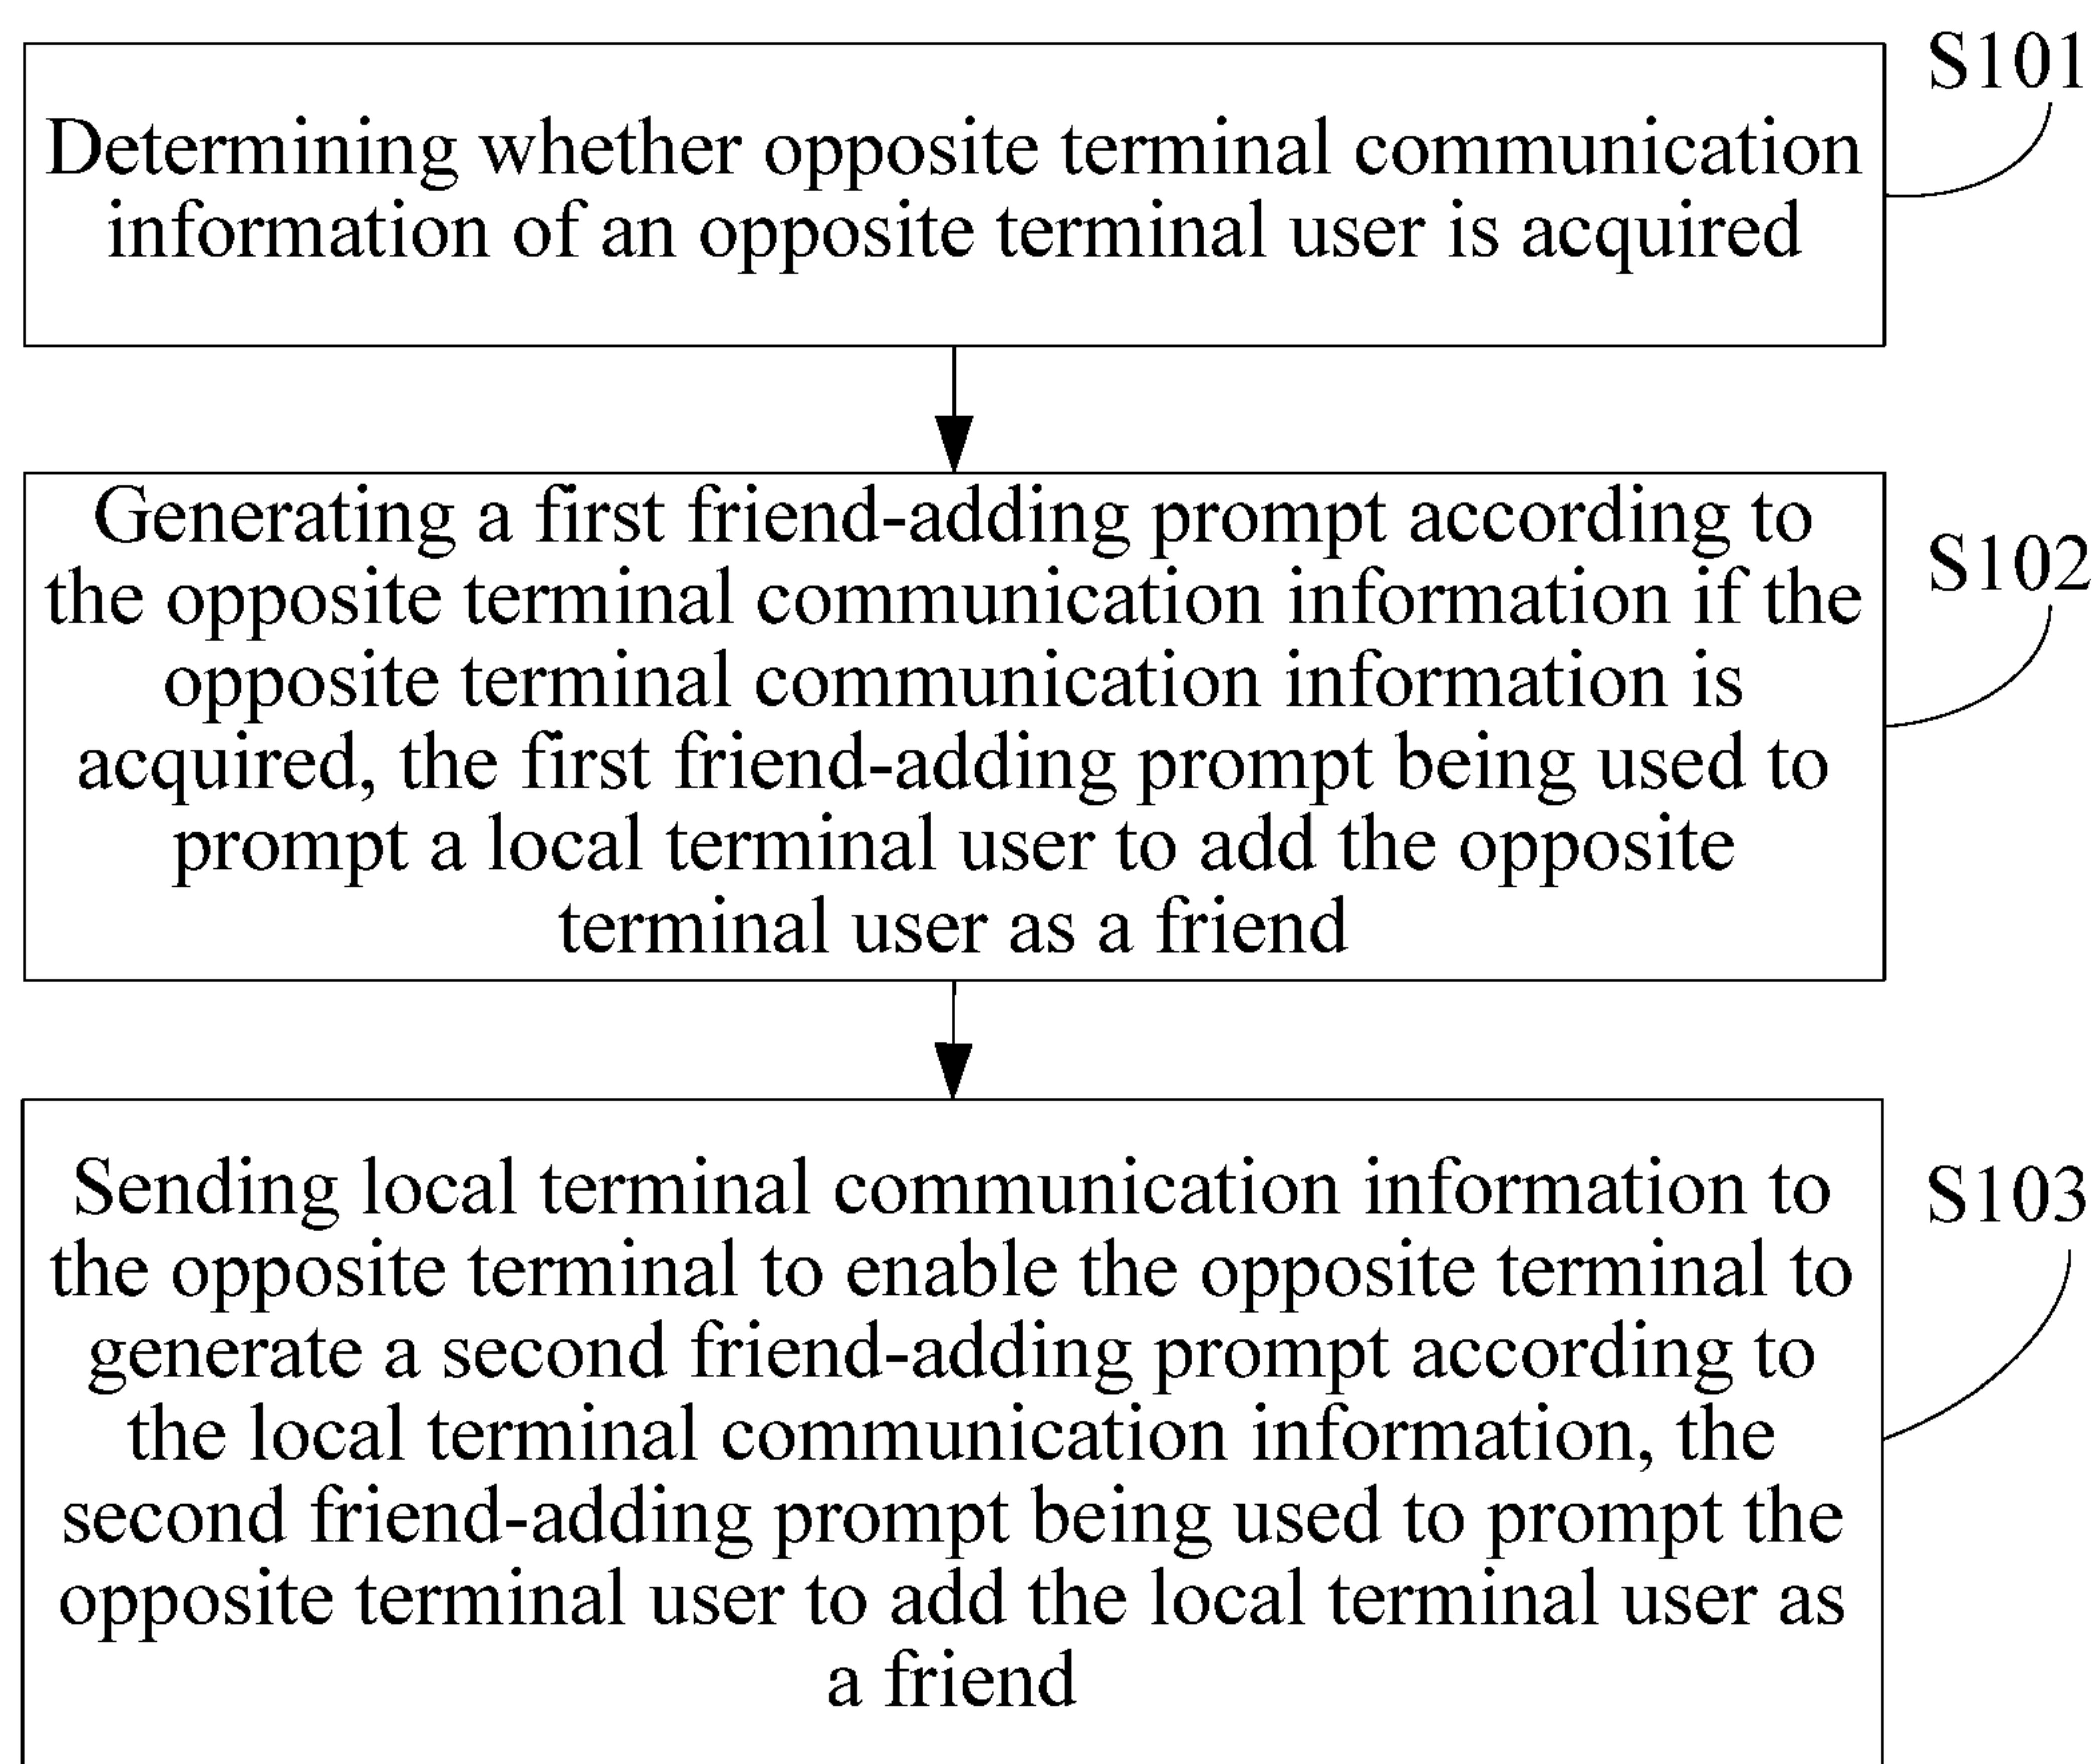 S101
Determining whether opposite terminal communication
information of an opposite terminal user is acquired
Generating a first friend-adding prompt according to
the opposite terminal communication information if the
opposite terminal communication information is
acquired, the first friend-adding prompt being used to
prompt a local terminal user to add the opposite
terminal user as a friend
S102
Sending local terminal communication information to
the opposite terminal to enable the opposite terminal to
generate a second friend-adding prompt according to
the local terminal communication information, the
second friend-adding prompt being used to prompt the
opposite terminal user to add the local terminal user as
a friend
S103